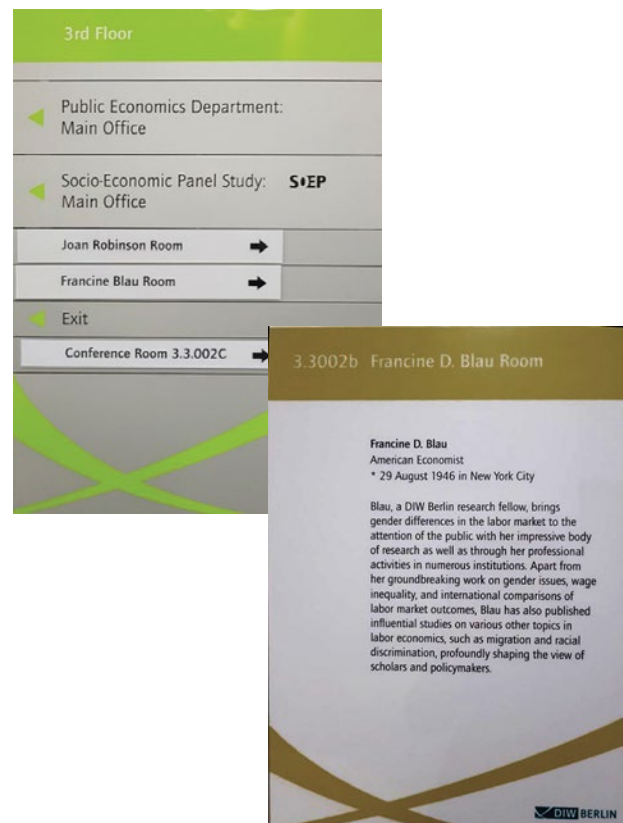 3rd Floor
Public Economics Department:
Main Office
Socio-Economic Panel Study: SOEP
Main Office
Joan Robinson Room
Francine Blau Room
Exit
Conference Room 3.3.002C
3.3002b Francine D. Blau Room
Francine D. Blau
American Economist
* 29 August 1946 in New York City
Blau, a DIW Berlin research fellow, brings
gender differences in the labor market to the
attention of the public with her impressive body
of research as well as through her professional
activities in numerous institutions. Apart from
her groundbreaking work on gender issues, wage
inequality, and international comparisons of
labor market outcomes, Blau has also published
influential studies on various other topics in
labor economics, such as migration and racial
discrimination, profoundly shaping the view of
scholars and policymakers.
DIW BERLIN